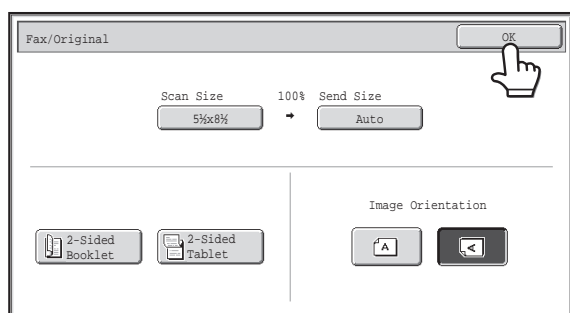 Fax/Original
OK
Scan Size 100% Send Size
5½x8½ → Auto
Image Orientation
2-Sided Booklet
2-Sided Tablet
A A